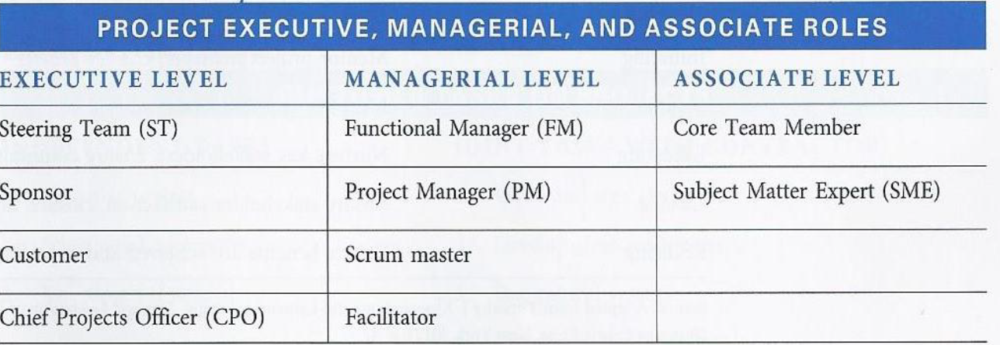 PROJECT EXECUTIVE, MANAGERIAL, AND ASSOCIATE ROLES
EXECUTIVE LEVEL MANAGERIAL LEVEL ASSOCIATE LEVEL
Steering Team (ST) Functional Manager (FM) Core Team Member
Sponsor Project Manager (PM) Subject Matter Expert (SME)
Customer Scrum master
Chief Projects Officer (CPO) Facilitator